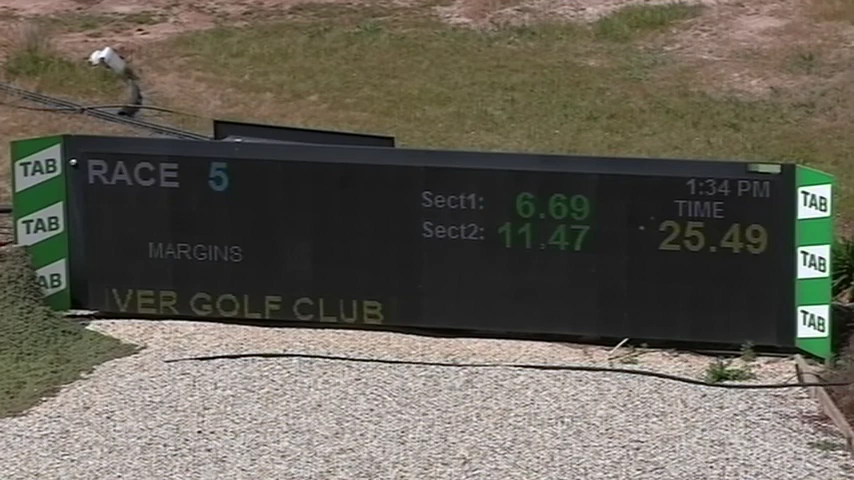 TAB
TAB
AB
RACE 5
1:34 PM
Sect1: 6.69
TIME
Sect2: 11.47
25.49
MARGINS
VER GOLF CLUB
TAB
TAB
TAB